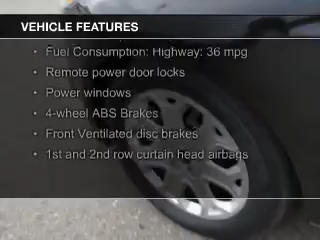 VEHICLE FEATURES
• Fuel Consumption: Highway: 36 mpg
• Remote power door locks
• Power windows
• 4-wheel ABS Brakes
• Front Ventilated disc brakes
• 1st and 2nd row curtain head airbags